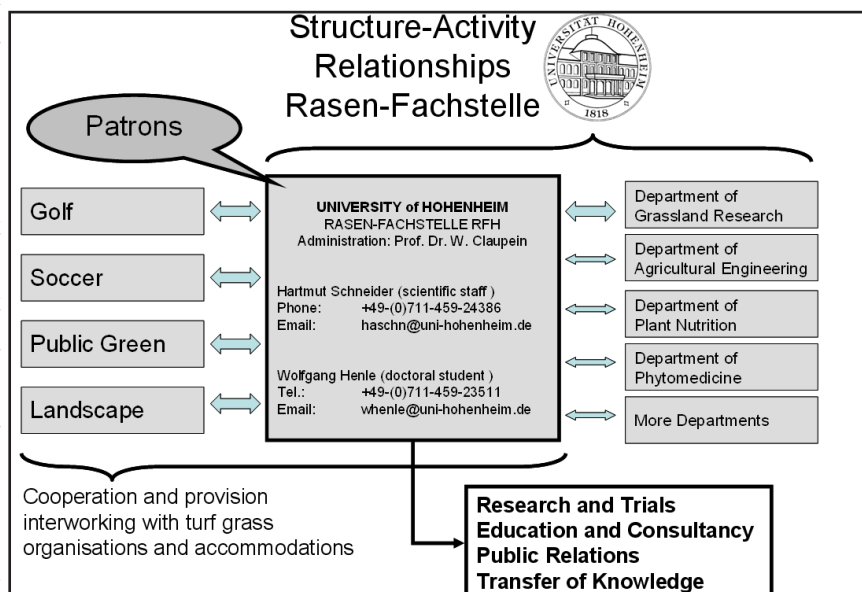 Structure-Activity
Relationships
Rasen-Fachstelle
UNIVERSITÄT HOHENHEIM
1818
Patrons
Golf
Soccer
Public Green
Landscape
UNIVERSITY of HOHENHEIM
RASEN-FACHSTELLE RFH
Administration: Prof. Dr. W. Claupein
Hartmut Schneider (scientific staff )
Phone: +49-(0)711-459-24386
Email: haschn@uni-hohenheim.de
Wolfgang Henle (doctoral student )
Tel.: +49-(0)711-459-23511
Email: whenle@uni-hohenheim.de
Department of
Grassland Research
Department of
Agricultural Engineering
Department of
Plant Nutrition
Department of
Phytomedicine
More Departments
Cooperation and provision
interworking with turf grass
organisations and accommodations
Research and Trials
Education and Consultancy
Public Relations
Transfer of Knowledge